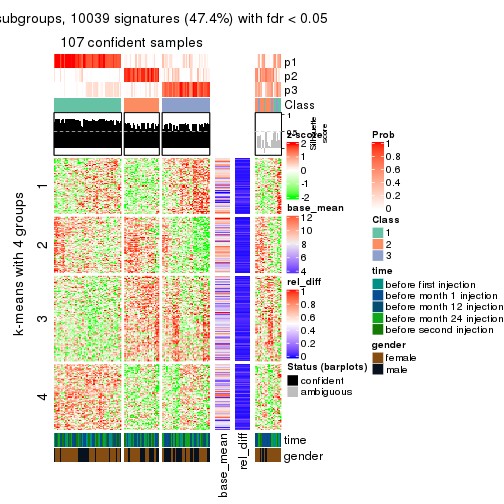 subgroups, 10039 signatures (47.4%) with fdr < 0.05
107 confident samples
p1
p2
p3
Class
1
0.5
0
Silhouette
score
k-means with 4 groups
1
2
3
4
z-score
2
1
0
-1
-2
base_mean
12
10
8
6
4
rel_diff
1
0.8
0.6
0.4
0.2
0
Status (barplots)
confident
ambiguous
Prob
1
0.8
0.6
0.4
0.2
0
Class
1
2
3
time
before first injection
before month 1 injection
before month 12 injection
before month 24 injection
before second injection
gender
female
male
time
gender
base_mean
rel_diff